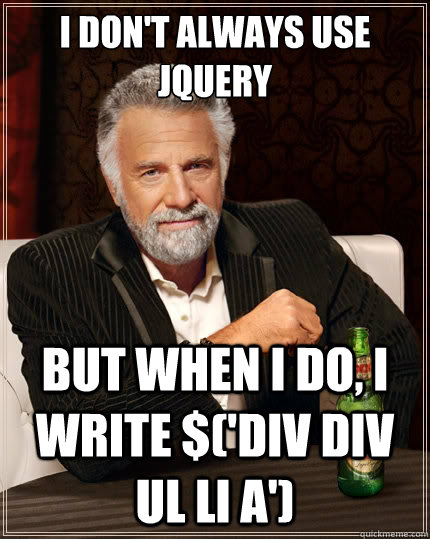 I DON'T ALWAYS USE
JQUERY
BUT WHEN I DO, I
WRITE $('DIV DIV
UL LI A')
quickmeme.com